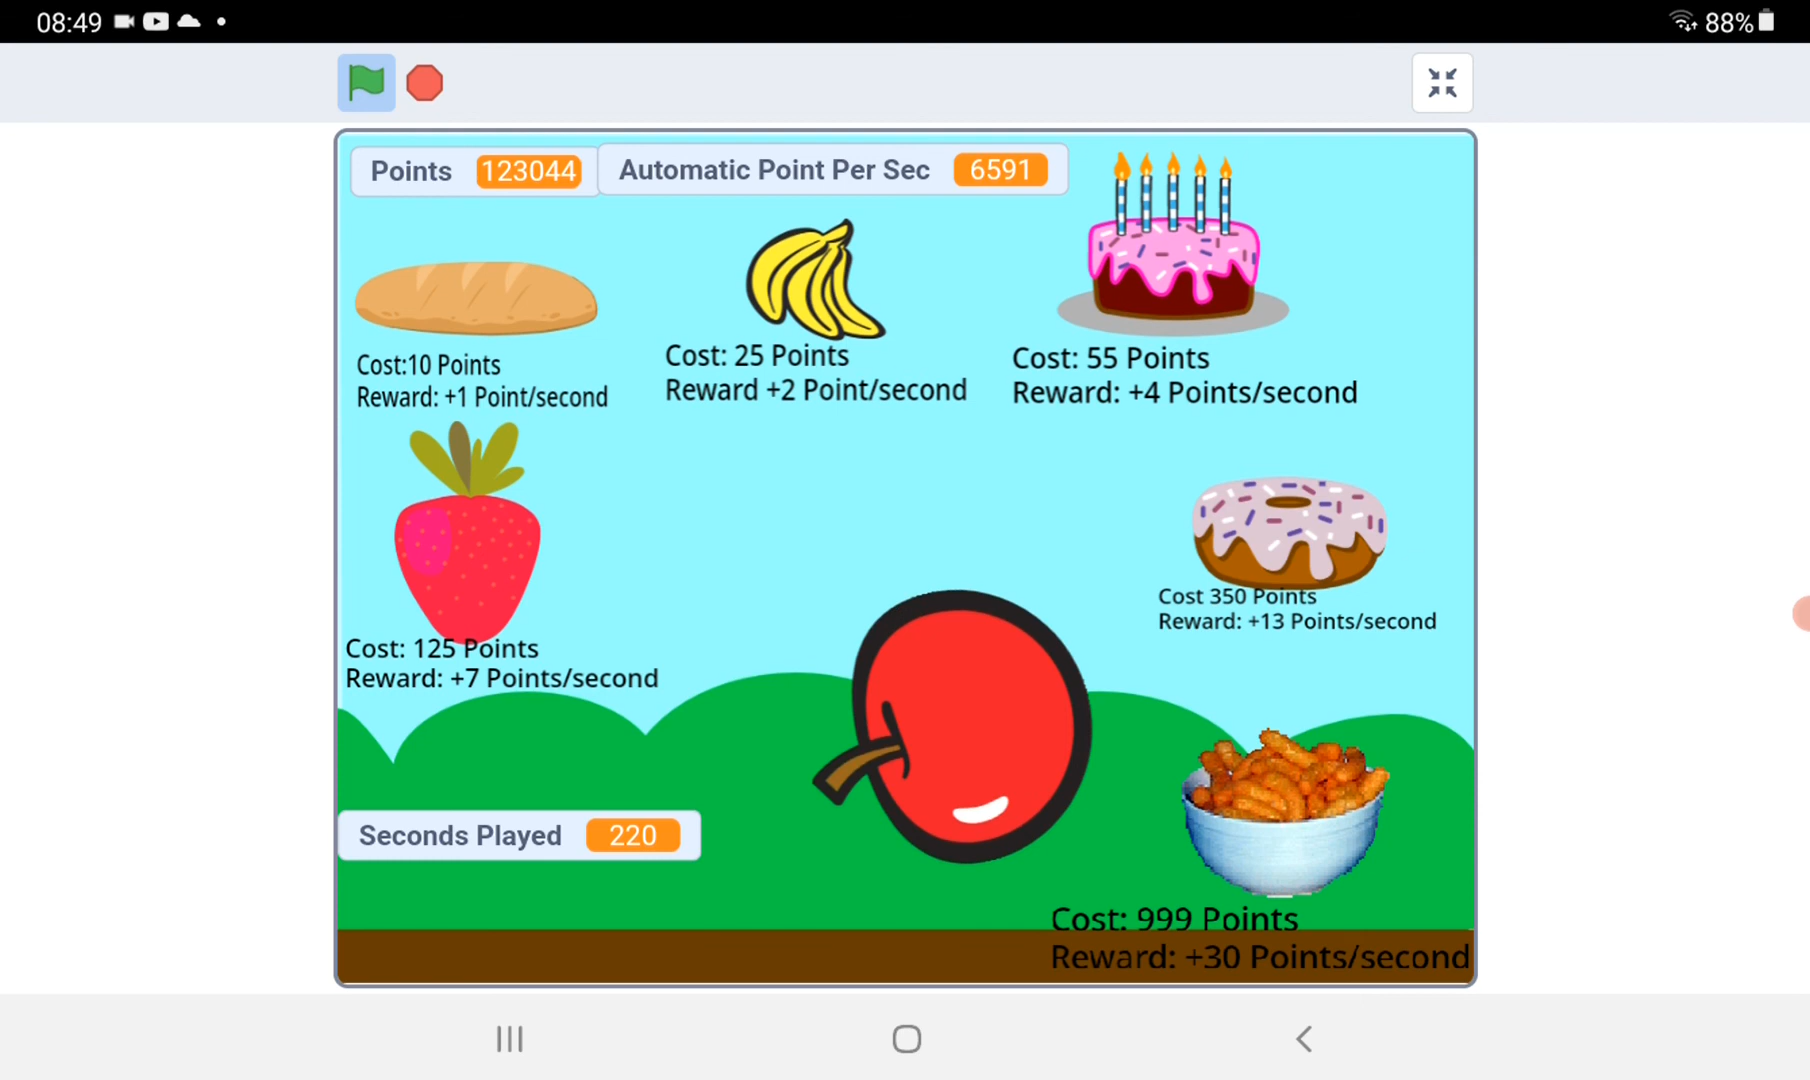 08:49
88%
Points 123044
Automatic Point Per Sec 6591
Cost:10 Points
Reward: +1 Point/second
Cost: 25 Points
Reward +2 Point/second
Cost: 55 Points
Reward: +4 Points/second
Cost: 125 Points
Reward: +7 Points/second
Cost 350 Points
Reward: +13 Points/second
Seconds Played 220
Cost: 999 Points
Reward: +30 Points/second